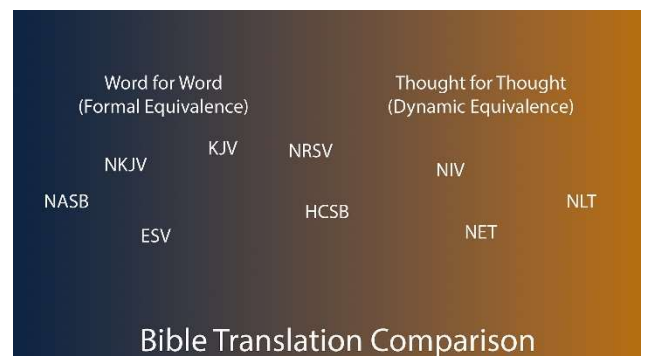 Word for Word
(Formal Equivalence)
Thought for Thought
(Dynamic Equivalence)
KJV
NRSV
NKJV
NIV
NASB
NLT
HCSB
ESV
NET
Bible Translation Comparison